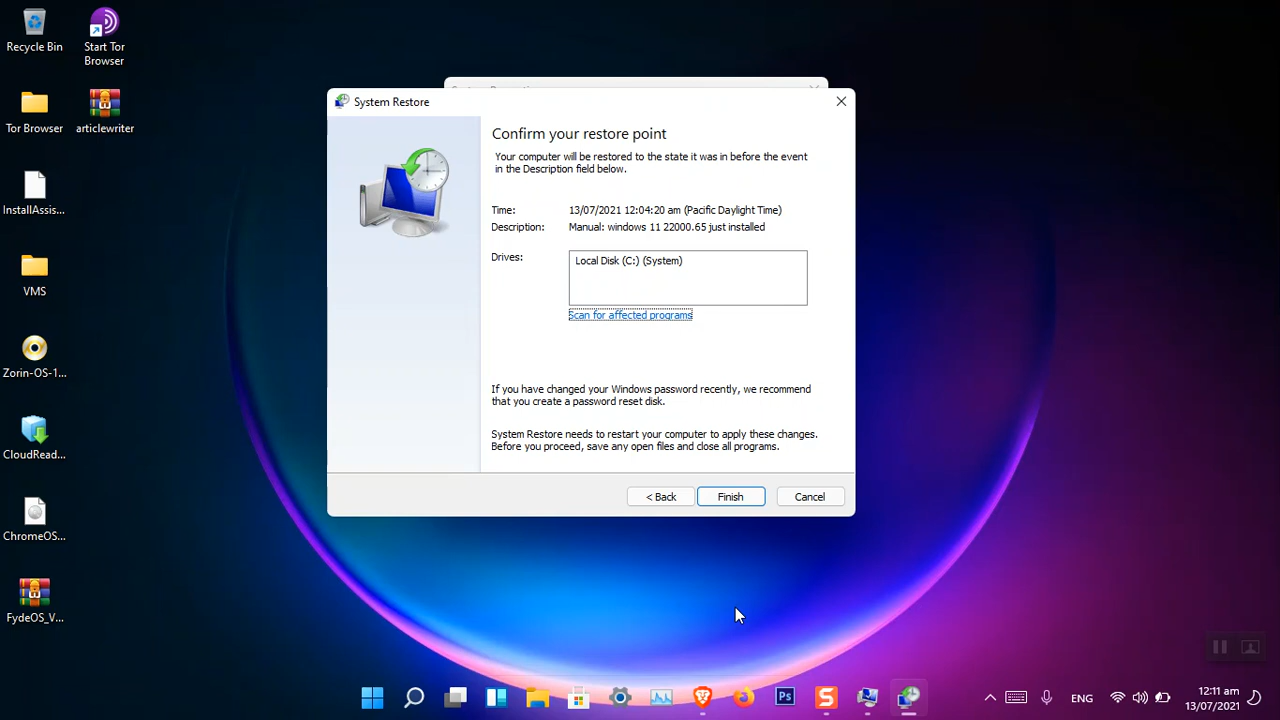 Recycle Bin
Start Tor
Browser
Tor Browser
articlewriter
InstallAssis...
VMS
Zorin-OS-1...
CloudRead...
ChromeOS...
FydeOS_V...
System Restore
Confirm your restore point
Your computer will be restored to the state it was in before the event
in the Description field below.
Time: 13/07/2021 12:04:20 am (Pacific Daylight Time)
Description: Manual: windows 11 22000.65 just installed
Drives: Local Disk (C:) (System)
Scan for affected programs
If you have changed your Windows password recently, we recommend
that you create a password reset disk.
System Restore needs to restart your computer to apply these changes.
Before you proceed, save any open files and close all programs.
< Back Finish Cancel
Ps S ENG 12:11 am
13/07/2021